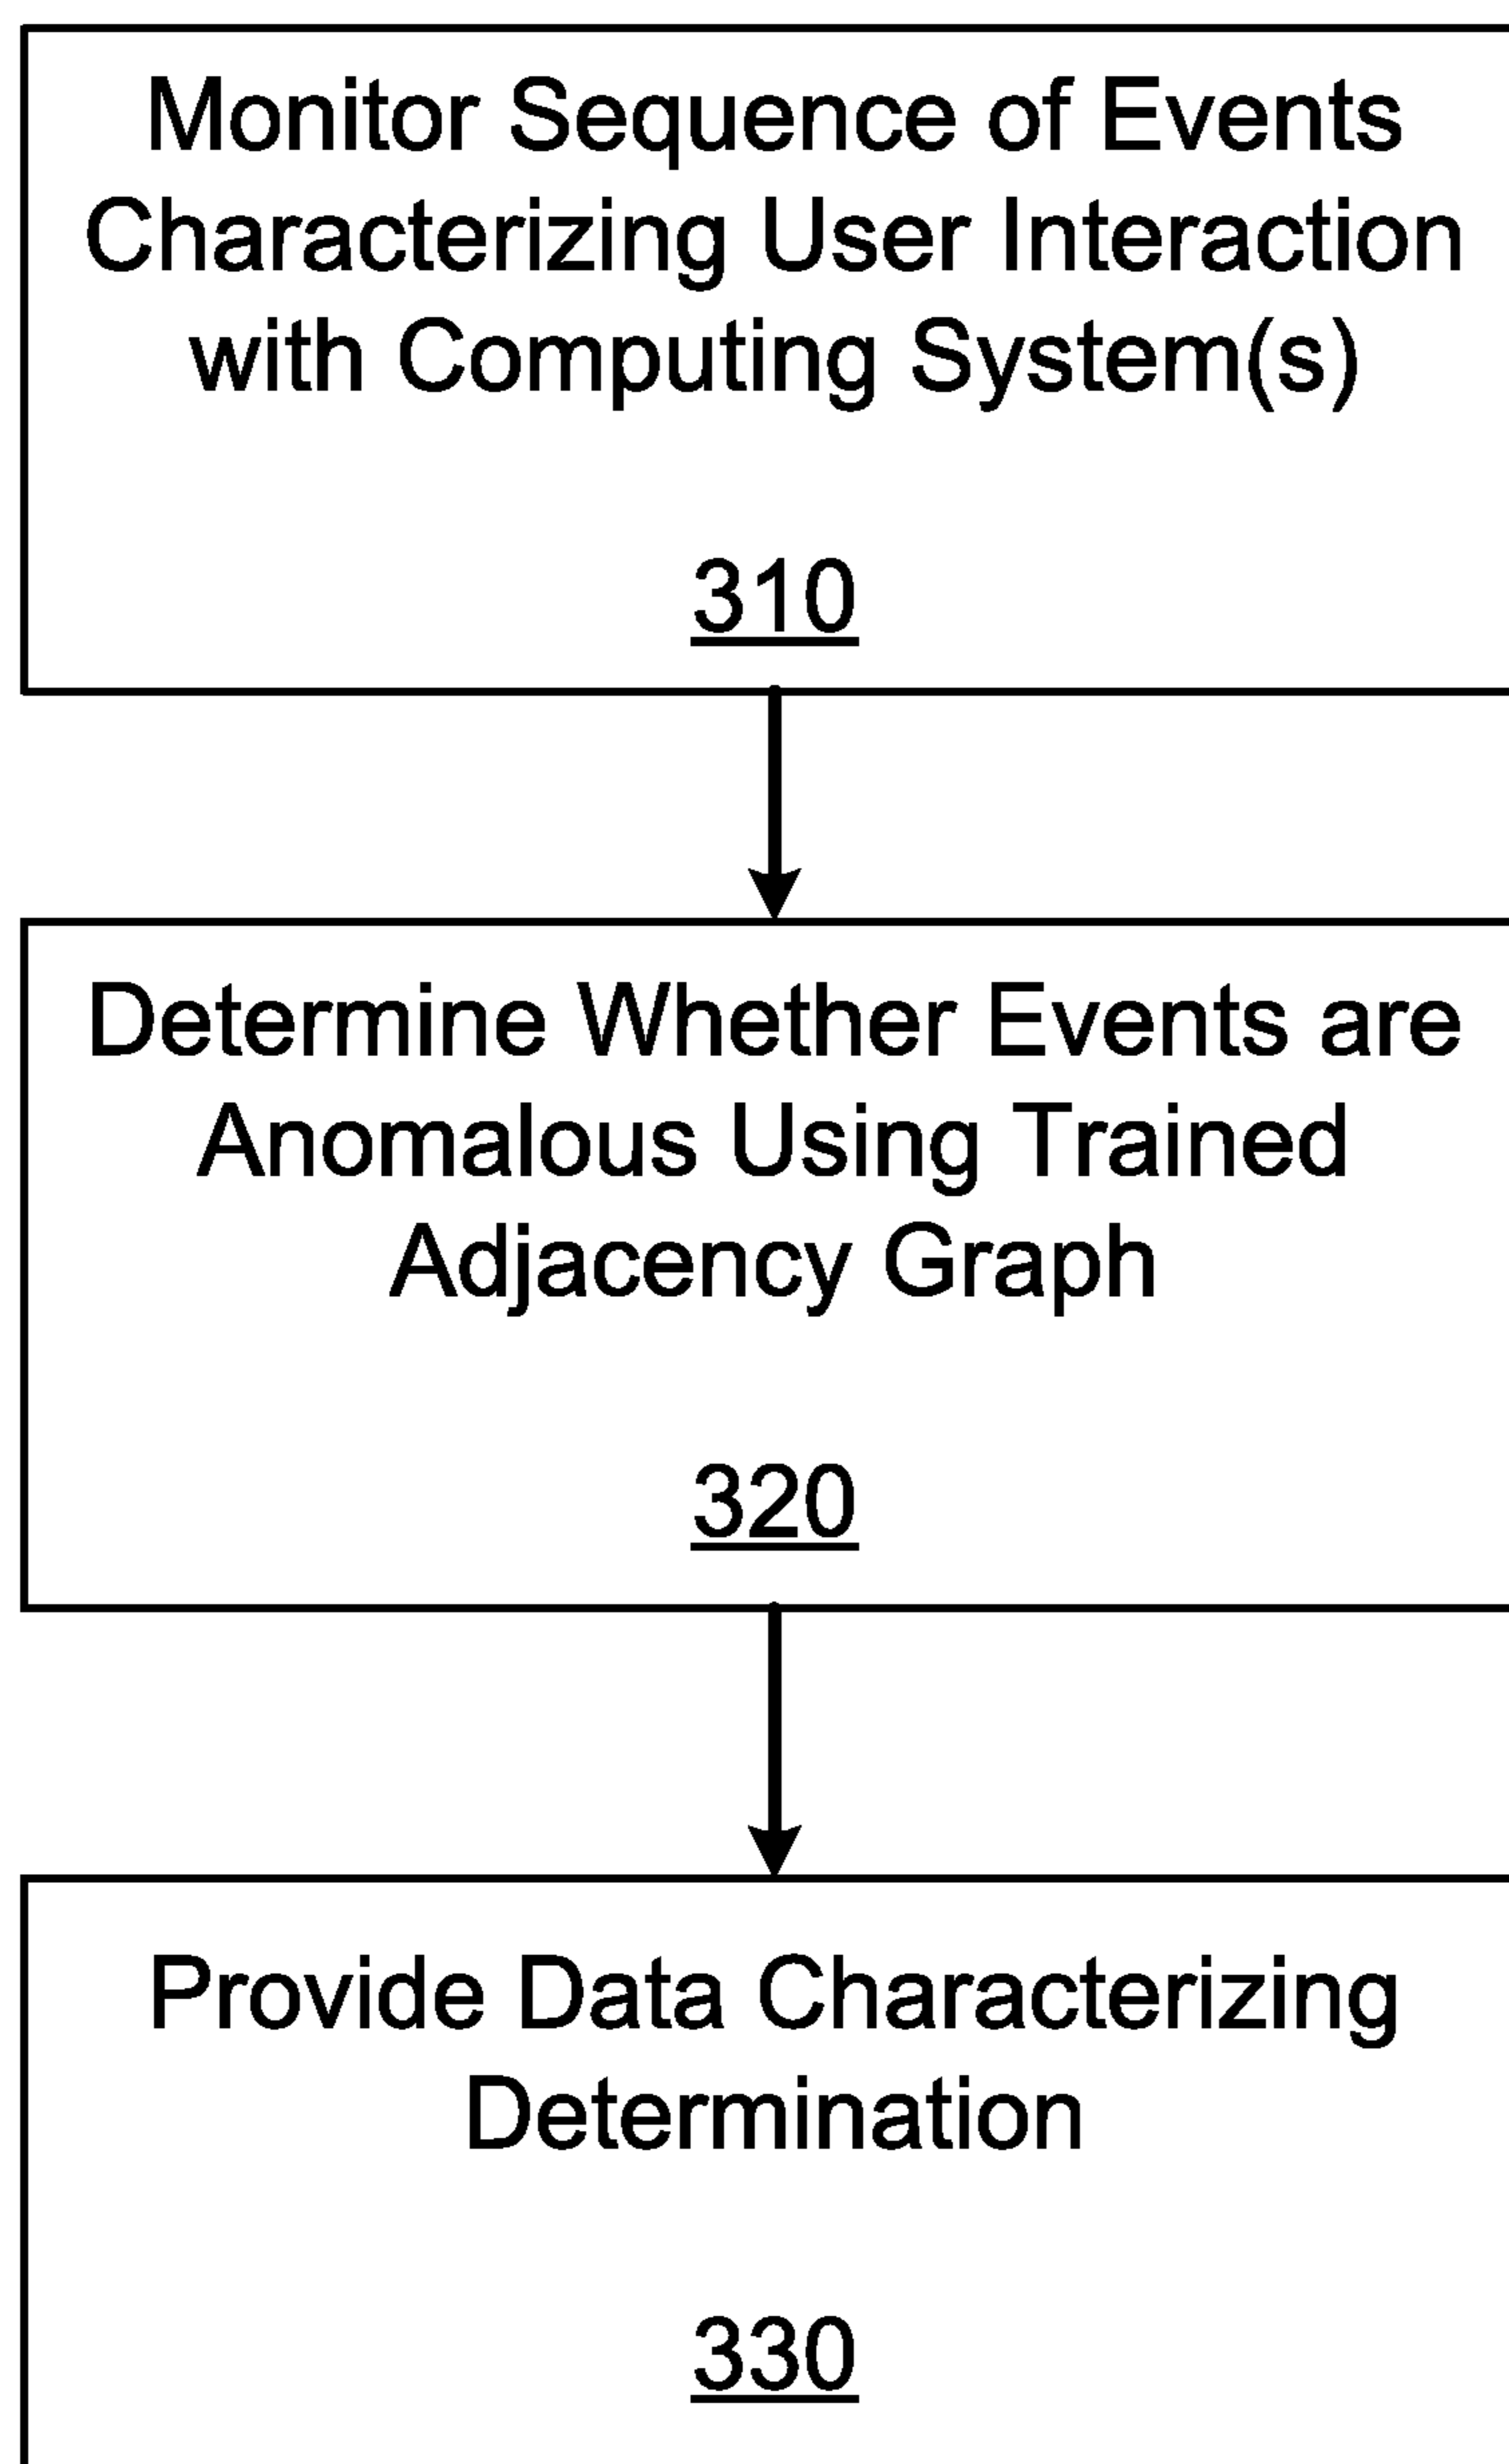 Monitor Sequence of Events
Characterizing User Interaction
with Computing System(s)
310
Determine Whether Events are
Anomalous Using Trained
Adjacency Graph
320
Provide Data Characterizing
Determination
330